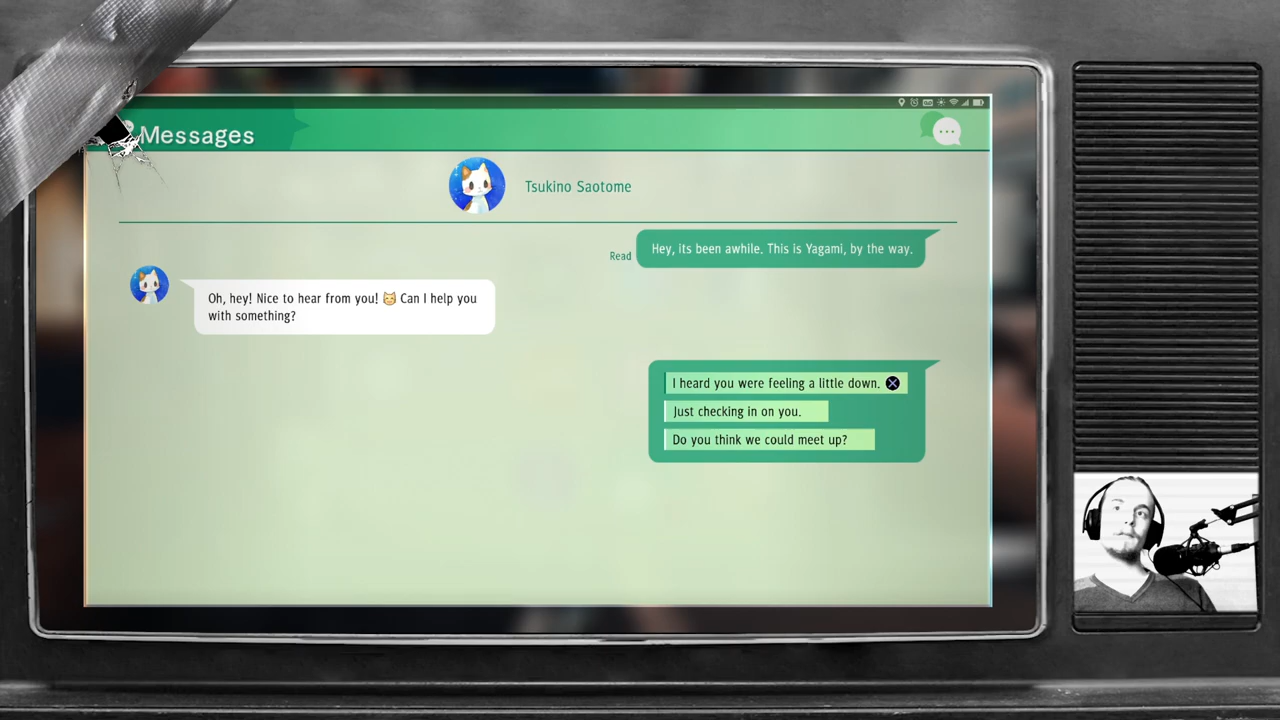 Messages
Tsukino Saotome
Hey, its been awhile. This is Yagami, by the way.
Read
Oh, hey! Nice to hear from you! 😺 Can I help you
with something?
I heard you were feeling a little down.
Just checking in on you.
Do you think we could meet up?